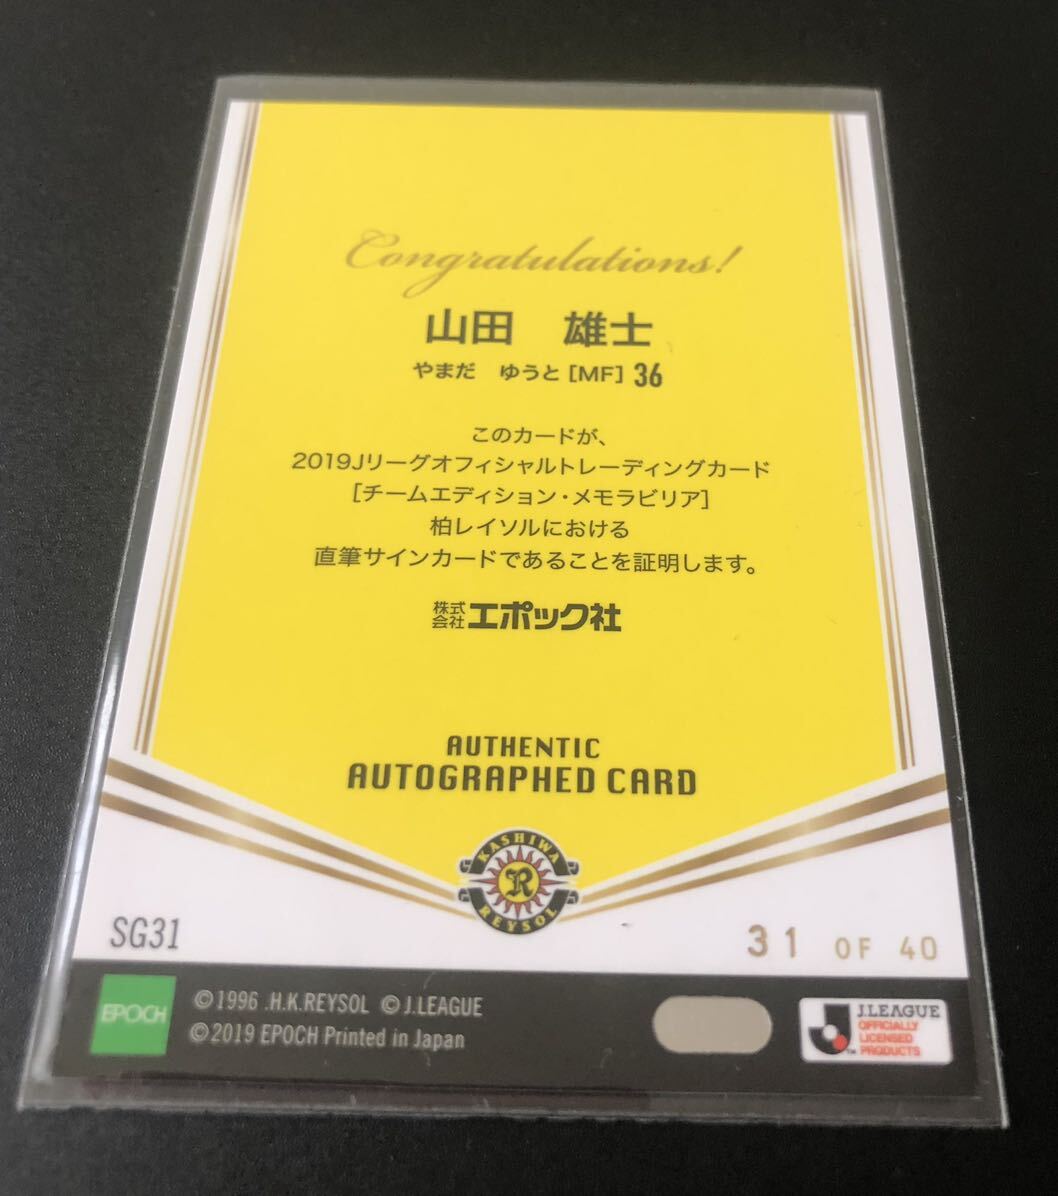 Congratulations!
山田　雄士
やまだ　ゆうと [MF] 36
このカードが、
2019Jリーグオフィシャルトレーディングカード
[チームエディション・メモラビリア]
柏レイソルにおける
直筆サインカードであることを証明します。
株式会社エポック社
AUTHENTIC
AUTOGRAPHED CARD
KASHIWA
R
REYSOL
SG31
31 OF 40
EPOCH
©1996 .H.K.REYSOL ©J.LEAGUE
©2019 EPOCH Printed in Japan
J.LEAGUE
OFFICIALLY
LICENSED
PRODUCTS
TM